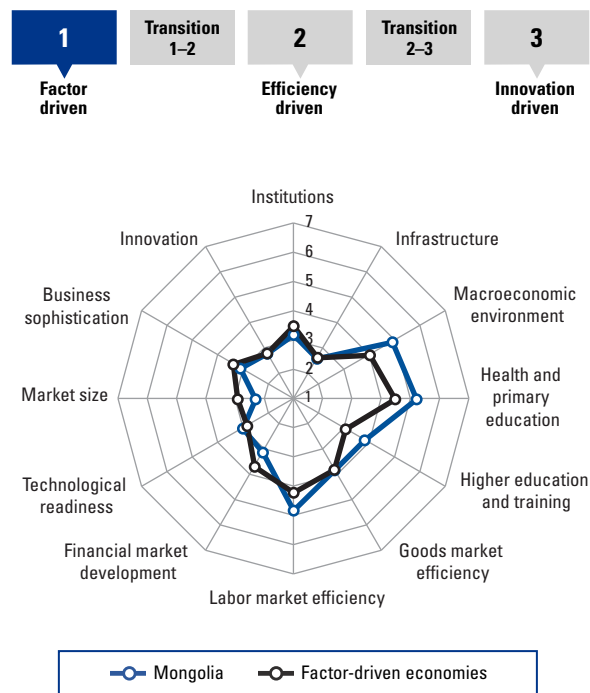 1
Transition
1–2
2
Transition
2–3
3
Factor
driven
Efficiency
driven
Innovation
driven
Institutions
7
Innovation
Infrastructure
6
5
Business
sophistication
Macroeconomic
environment
4
3
2
Market size
1
Health and
primary
education
Technological
readiness
Higher education
and training
Financial market
development
Goods market
efficiency
Labor market efficiency
Mongolia
Factor-driven economies